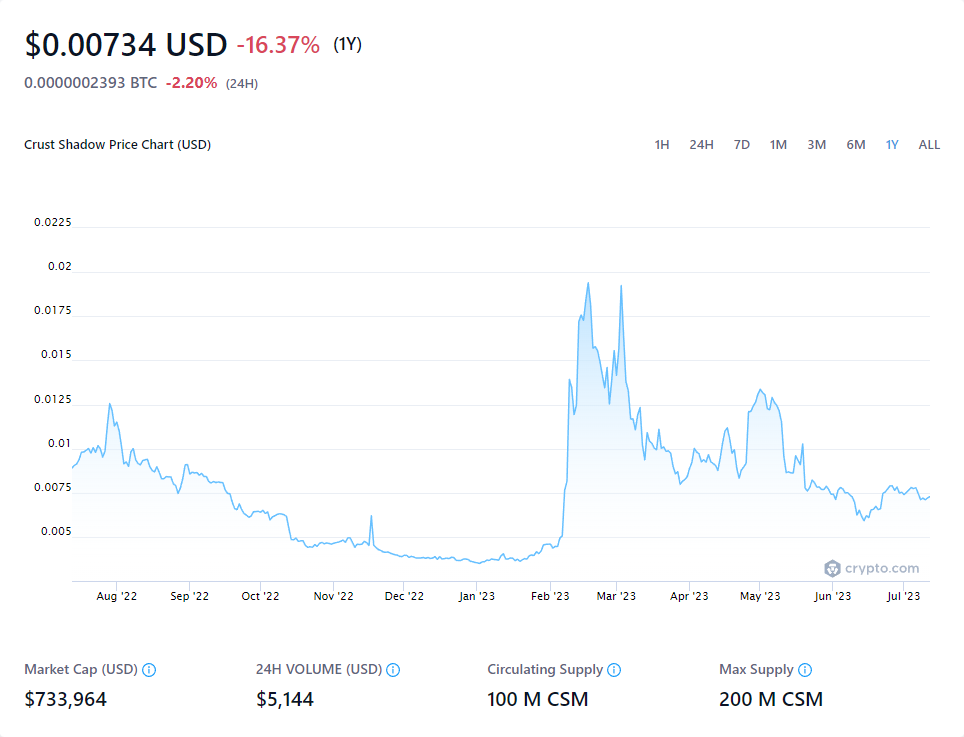 $0.00734 USD -16.37% (1Y)
0.0000002393 BTC -2.20% (24H)
Crust Shadow Price Chart (USD) 1H 24H 7D 1M 3M 6M 1Y ALL
0.0225
0.02
0.0175
0.015
0.0125
0.01
0.0075
0.005
crypto.com
Aug '22 Sep '22 Oct '22 Nov '22 Dec '22 Jan '23 Feb '23 Mar '23 Apr '23 May '23 Jun '23 Jul '23
Market Cap (USD) 24H VOLUME (USD) Circulating Supply Max Supply
$733,964 $5,144 100 M CSM 200 M CSM